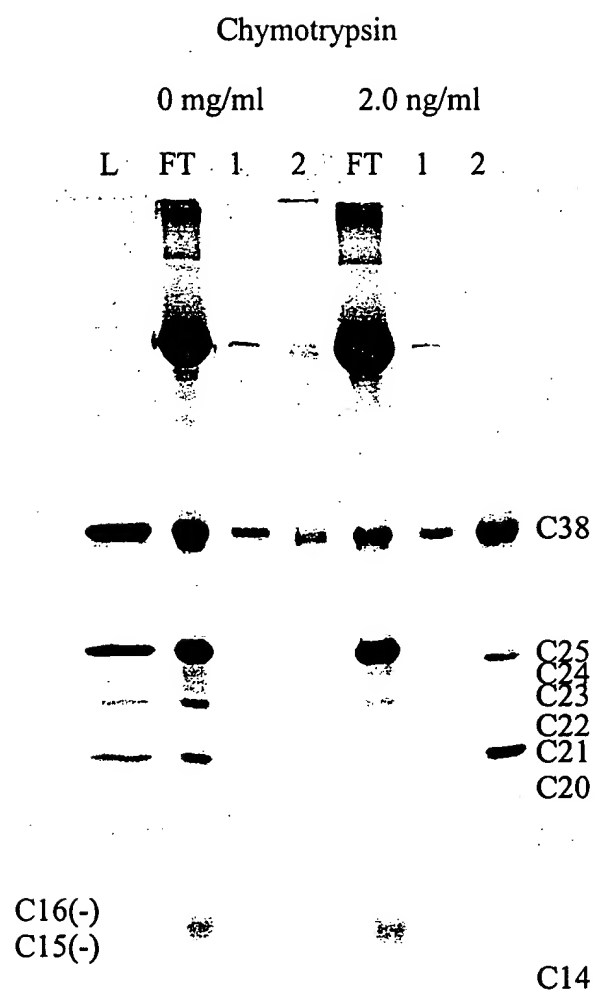 Chymotrypsin
0 mg/ml 2.0 ng/ml
L FT 1 2 FT 1 2
C38
C25
C24
C23
C22
C21
C20
C16(-)
C15(-)
C14